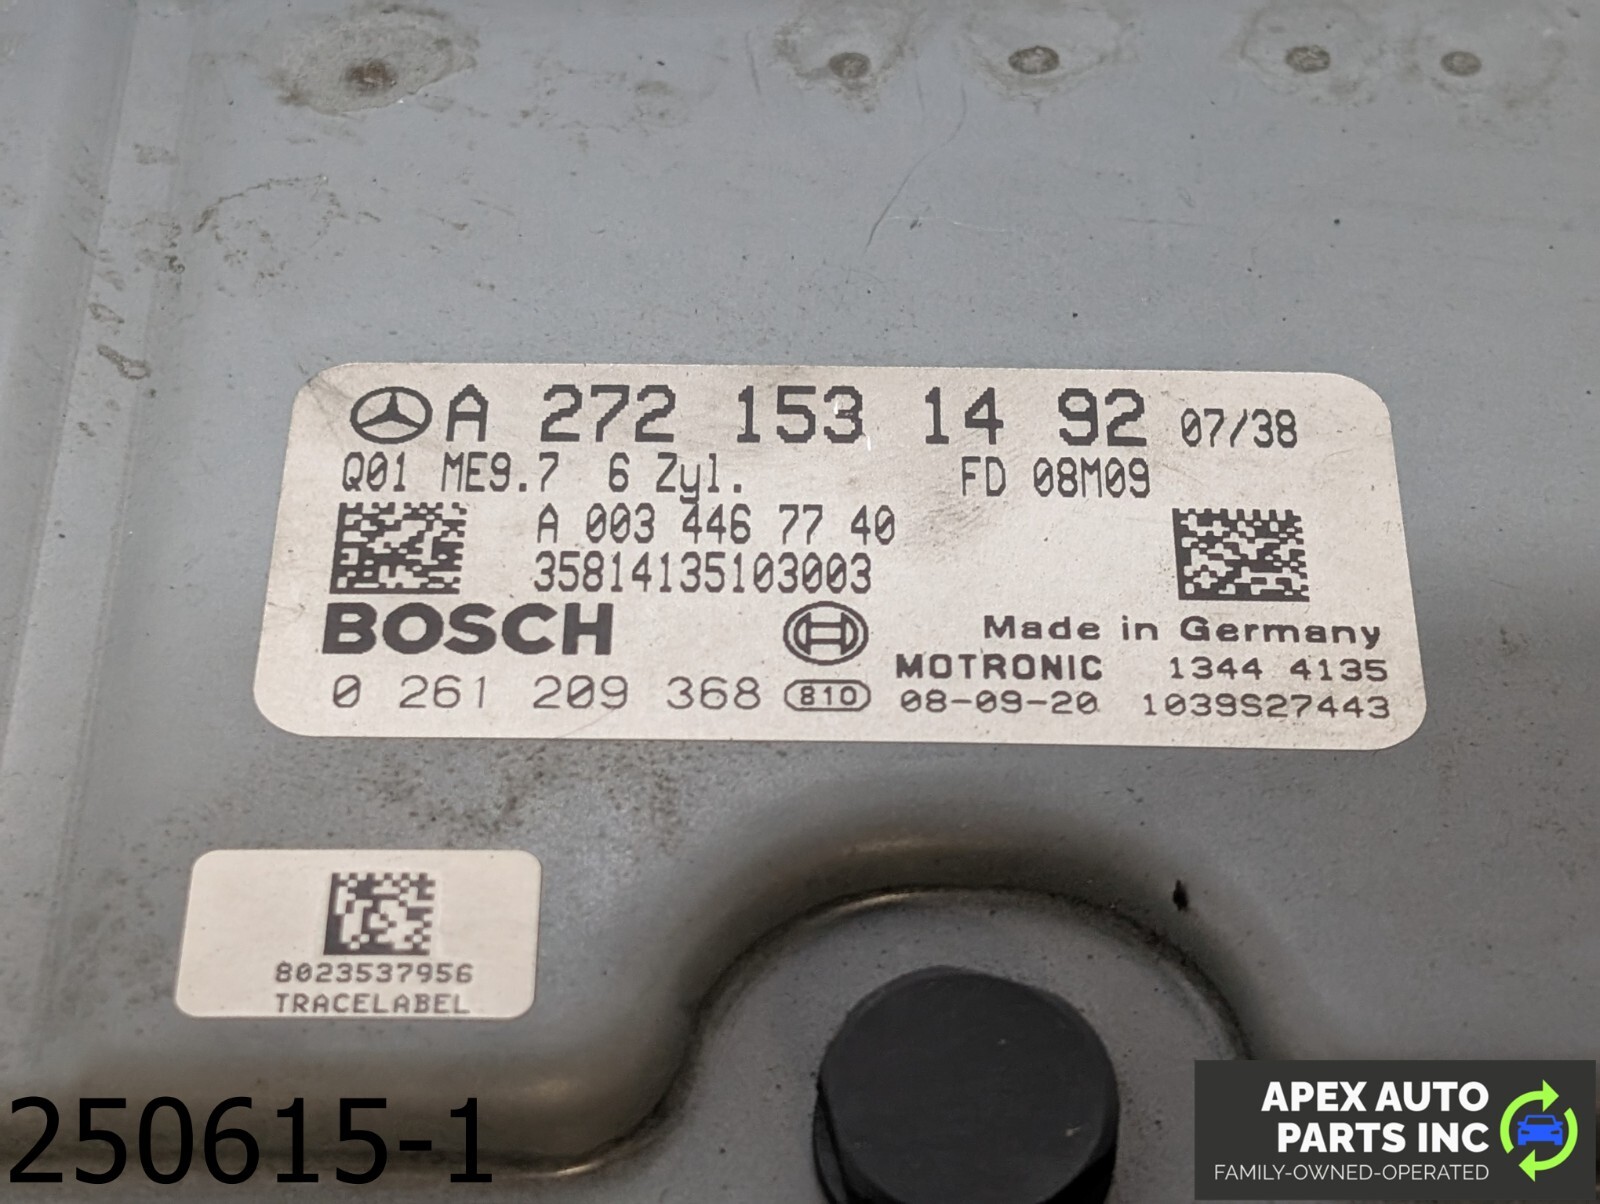 A 272 153 14 92 07/38
Q01 ME9.7 6 Zyl. FD 08M09
A 003 446 77 40
35814135103003
BOSCH
Made in Germany
MOTRONIC 1344 4135
0 261 209 368 810 08-09-20 1039S27443
8023537956
TRACELABEL
250615-1
APEX AUTO
PARTS INC
FAMILY-OWNED-OPERATED